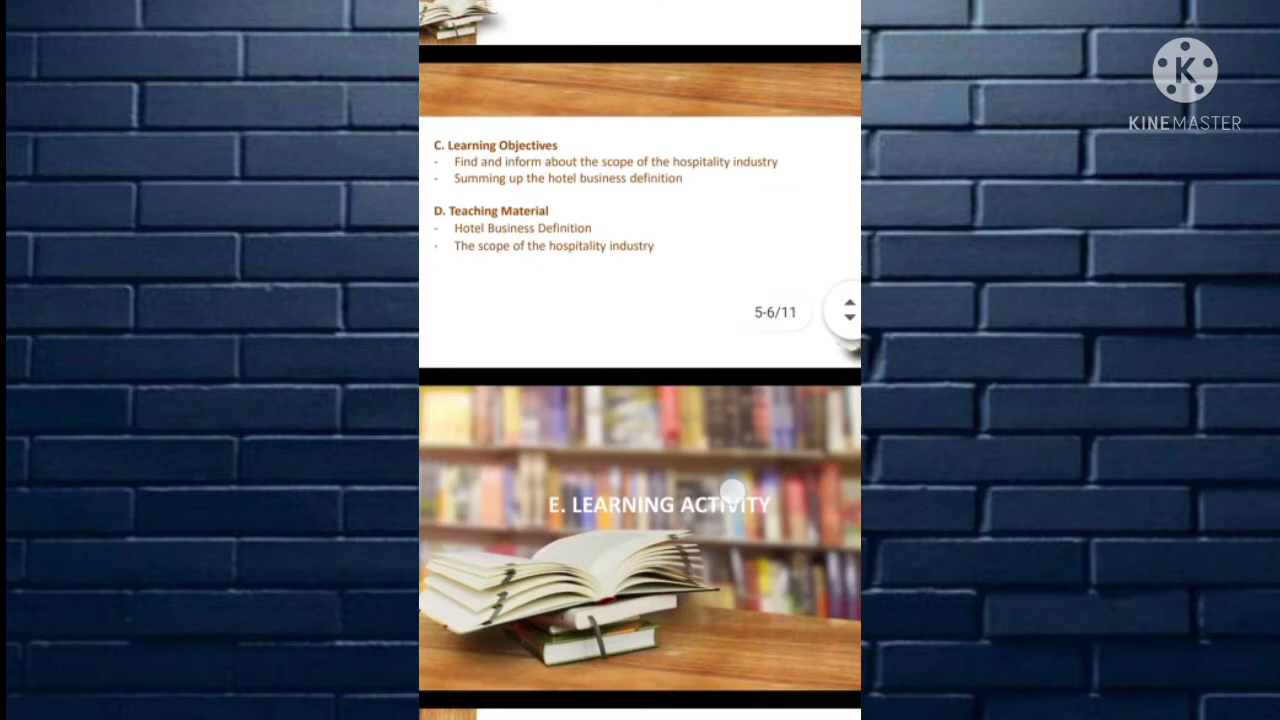 K
KINEMASTER
C. Learning Objectives
- Find and inform about the scope of the hospitality industry
- Summing up the hotel business definition
D. Teaching Material
- Hotel Business Definition
- The scope of the hospitality industry
5-6/11
E. LEARNING ACTIVITY